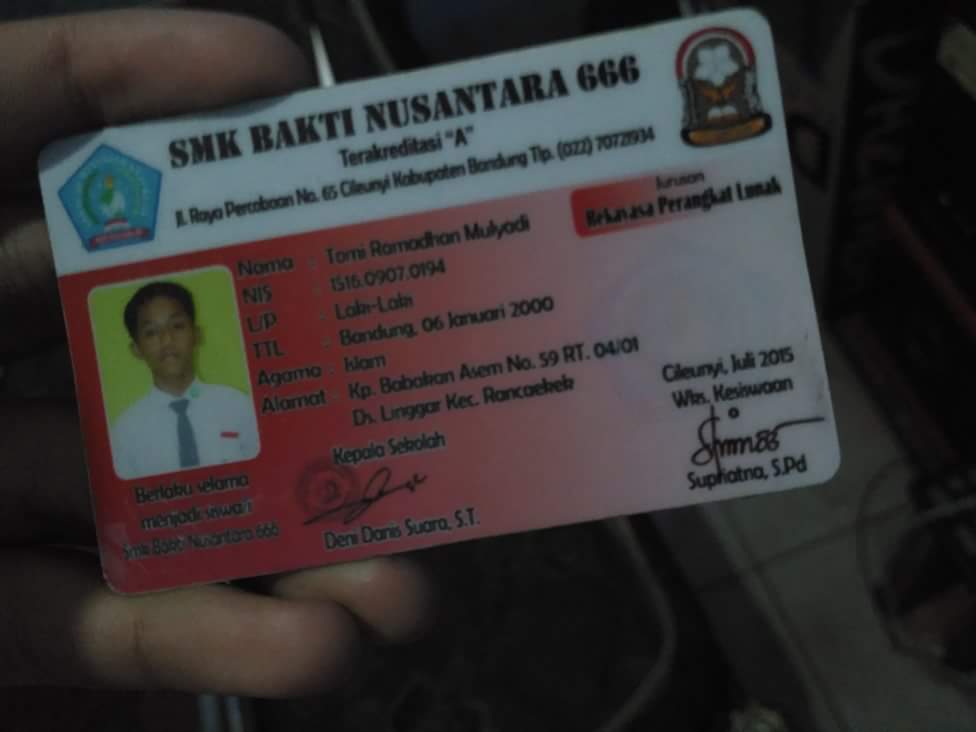 SMK BAKTI NUSANTARA 666
Terakreditasi "A"
Jl. Raya Percobaan No. 65 Cileunyi Kabupaten Bandung Tlp. (022) 70721934
Jurusan
Rekayasa Perangkat Lunak
Nama : Tomi Ramadhan Mulyadi
NIS : 1516.0907.0194
L/P : Laki-Laki
TTL : Bandung, 06 Januari 2000
Agama : Islam
Alamat : Kp. Babakan Asem No. 59 RT. 04/01
Ds. Linggar Kec. Rancaekek
Berlaku selama
menjadi siswa/i
Smk Bakti Nusantara 666
Kepala Sekolah
Deni Danis Suara, S.T.
Cileunyi, Juli 2015
Wks. Kesiswaan
Supriatna, S.Pd